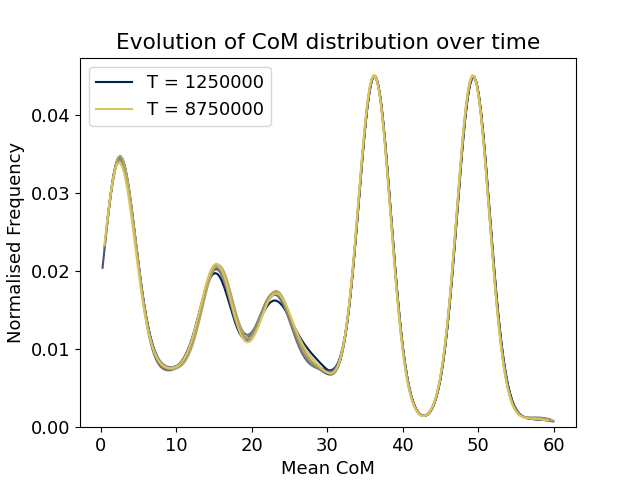 Evolution of CoM distribution over time
T = 1250000
T = 8750000
Normalised Frequency
0.04
0.03
0.02
0.01
0.00
0 10 20 30 40 50 60
Mean CoM